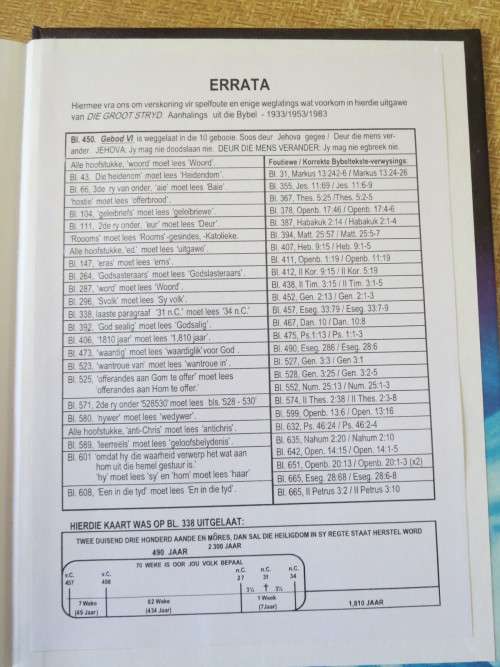 ERRATA
Hiermee vra ons om verskoning vir spelfoute en enige weglatings wat voorkom in hierdie uitgawe
van DIE GROOT STRYD. Aanhalings uit die Bybel - 1933/1953/1983
Bl. 450. Gebod VI is weggelaat in die 10 gebooie. Soos deur Jehova gegee / Deur die mens ver-
ander. JEHOVA: Jy mag nie doodslaan nie. DEUR DIE MENS VERANDER: Jy mag nie egbreek nie.
Alle hoofstukke, 'woord' moet lees 'Woord'.
Bl. 43. Die heidencm' moet lees 'Heidendom'.
Bl. 66, 3de ry van onder, 'aie' moet lees 'Baie'.
'hostie' moet lees 'offerbrood'.
Bl. 104, 'geleibriefs' moet lees 'geloibriewe'.
Bl. 111, 2de ry onder, 'eur' moet lees 'Deur'.
'Roooms' moet lees 'Rooms'-gesindes, -Katolieke.
Alle hoofstukke, 'ed.' moet lees 'uitgawe'.
Bl. 147, 'eras' moet lees 'erns'.
Bl. 264, 'Godsasteraars' moet lees 'Godslasteraars'.
Bl. 287, 'word' moet lees 'Woord'.
Bl. 296, 'Svolk' moet lees 'Sy volk'.
Bl. 338, laaste paragraaf '31 n.C.' moet lees '34 n.C.'
Bl. 392, 'God sealig' moet lees 'Godsalig'.
Bl. 406, '1810 jaar' moet lees '1,810 jaar'.
Bl. 473, 'waardig' moet lees 'waardiglik voor God
Bl. 523, 'wantroue van' moet lees 'wantroue in'.
Bl. 525, 'offerandes aan Gom te offer' moet lees
'offerandes aan Hom te offer.'
Bl. 571, 2de ry onder '528530' moet lees bls. '528 - 530'
Bl. 580, 'hywer' moet lees 'wedywer'.
Alle hoofstukke, 'anti-Chris' moet lees 'antichris'.
Bl. 589, 'leerreels' moet lees 'geloofsbelydenis'.
Bl. 601 'omdat hy die waarheid verwerp het wat aan
hom uit die hemel gestuur is.'
'hy' moet lees 'sy' en 'hom' moet lees 'haar'
Bl. 608, 'Een in die tyd' moet lees 'En in die tyd'.
Foutiewe / Korrekte Bybeltekste-verwysings
Bl. 31, Markus 13:242-6 / Markus 13:24-26
Bl. 355, Jes. 11:69 / Jes. 11:6-9
Bl. 367, Thes. 5:25 /Thes. 5:2-5
Bl. 378, Openb. 17:46 / Openb. 17:4-6
Bl. 387, Habakuk 2:14 / Habakuk 2:1-4
Bl. 394, Matt. 25:57 / Matt. 25:5-7
Bl. 407, Heb. 9:15 / Heb. 9:1-5
Bl. 411, Openb. 1:19 / Openb. 11:19
Bl. 412, II Kor. 9:15 / II Kor. 5:19
Bl. 438, II Tim. 3:15 / II Tim. 3:1-5
Bl. 452, Gen. 2:13 / Gen. 2:1-3
Bl. 457, Eseg. 33:79 / Eseg. 33:7-9
Bl. 467, Dan. 10 / Dan. 10:8
Bl. 475, Ps.1:13 / Ps. 1:1-3
Bl. 490, Eseg. 286 / Eseg. 28:6
Bl. 527, Gen. 3:3 / Gen 3:1
Bl. 528, Gen. 3:25 / Gen. 3:2-5
Bl. 552, Num. 25:13 / Num. 25:1-3
Bl. 574, II Thes. 2:38 / II Thes. 2:3-8
Bl. 599, Openb. 13:6 / Openb. 13:16
Bl. 632, Ps. 46:24 / Ps. 46:2-4
Bl. 635, Nahum 2:20 / Nahum 2:10
Bl. 642, Open. 14:15 / Open. 14:1-5
Bl. 651, Openb. 20:13 / Openb. 20:1-3 (x2)
Bl. 665, Eseg. 28:68 / Eseg. 28:6-8
Bl. 665, II Petrus 3:2 / II Petrus 3:10
HIERDIE KAART WAS OP BL. 338 UITGELAAT:
TWEE DUISEND DRIE HONDERD AANDE EN MÔRES, DAN SAL DIE HEILIGDOM IN SY REGTE STAAT HERSTEL WORD
2 300 JAAR
490 JAAR
70 WEKE IS OOR JOU VOLK BEPAAL
v.C. v.C. n.C. n.C. n.C.
457 408 27 31 34
3½ † 3½
7 Weke 62 Weke 1 Week
(49 Jaar) (434 Jaar) (7Jaar) 1,810 JAAR